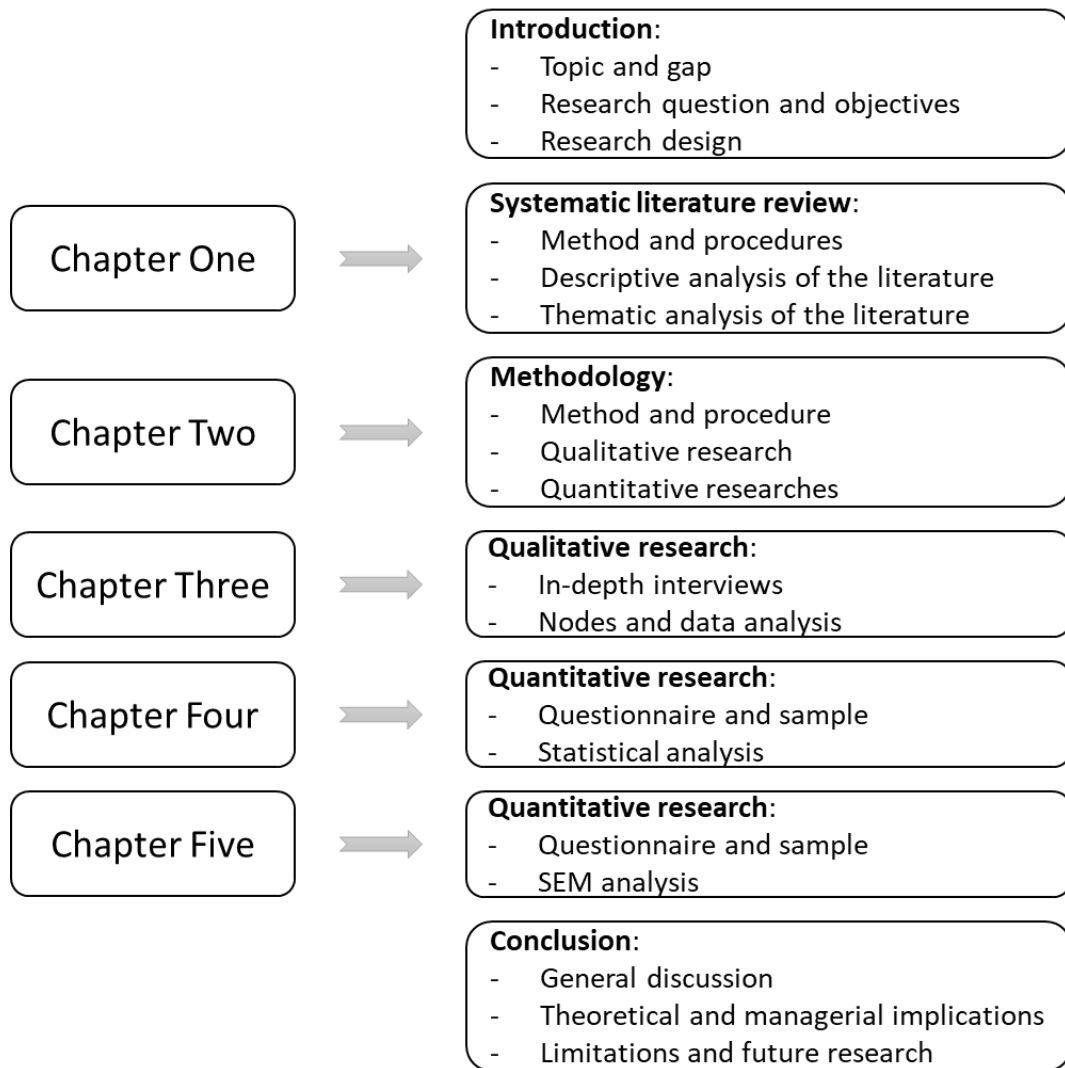 Introduction:
- Topic and gap
- Research question and objectives
- Research design
Chapter One
Systematic literature review:
- Method and procedures
- Descriptive analysis of the literature
- Thematic analysis of the literature
Chapter Two
Methodology:
- Method and procedure
- Qualitative research
- Quantitative researches
Chapter Three
Qualitative research:
- In-depth interviews
- Nodes and data analysis
Chapter Four
Quantitative research:
- Questionnaire and sample
- Statistical analysis
Chapter Five
Quantitative research:
- Questionnaire and sample
- SEM analysis
Conclusion:
- General discussion
- Theoretical and managerial implications
- Limitations and future research